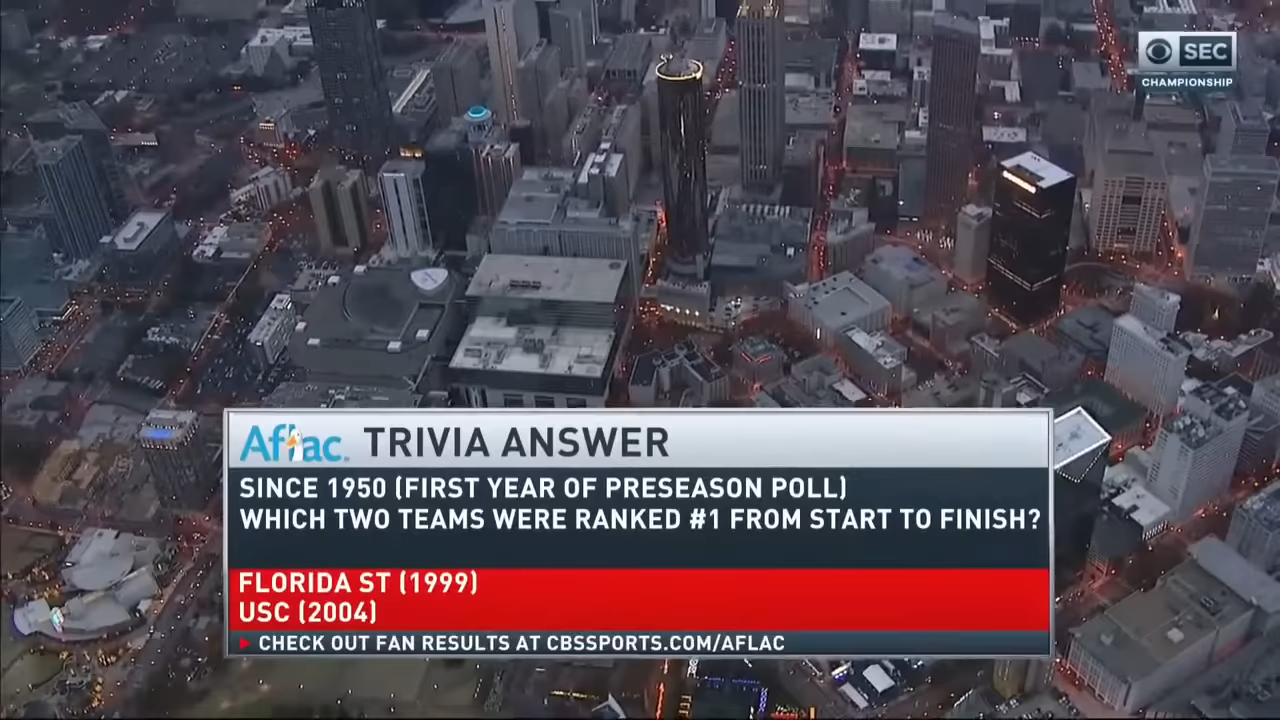 SEC
CHAMPIONSHIP
Aflac TRIVIA ANSWER
SINCE 1950 (FIRST YEAR OF PRESEASON POLL)
WHICH TWO TEAMS WERE RANKED #1 FROM START TO FINISH?
FLORIDA ST (1999)
USC (2004)
CHECK OUT FAN RESULTS AT CBSSPORTS.COM/AFLAC